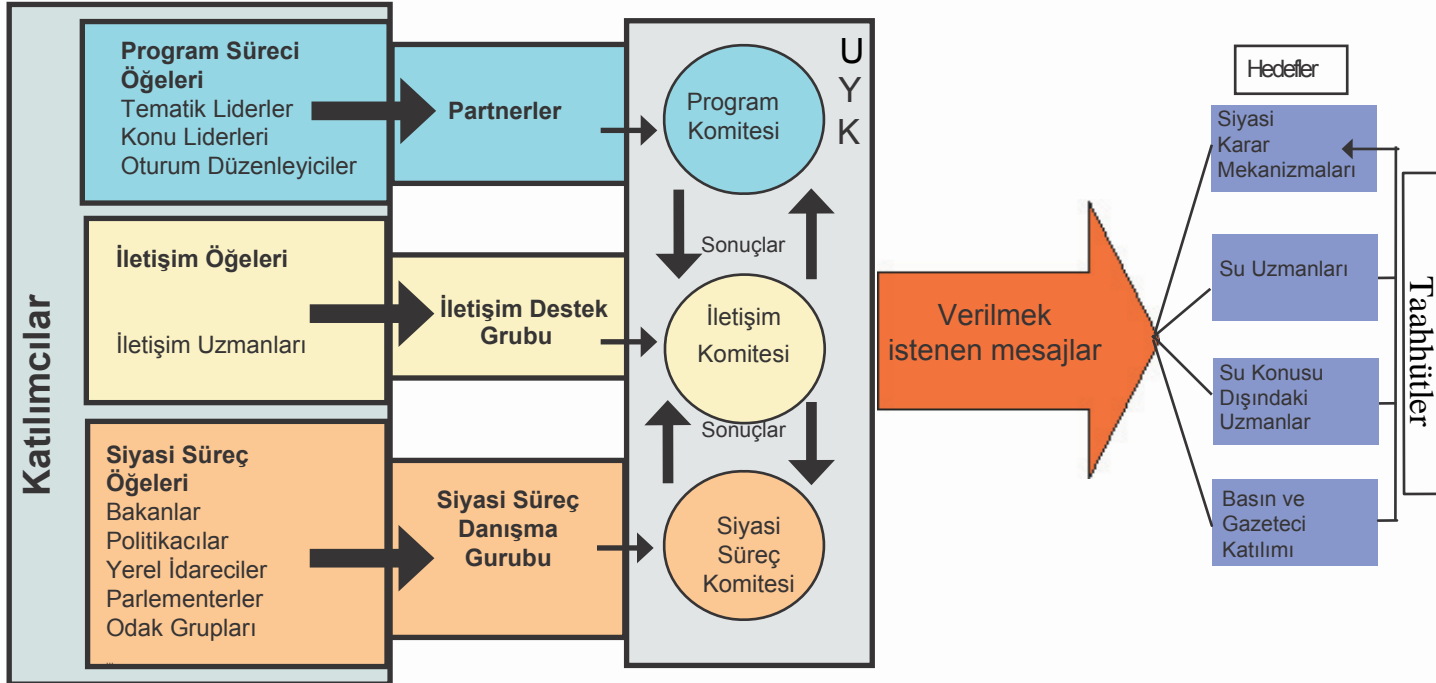 Katılımcılar
Program Süreci
Öğeleri
Tematik Liderler
Konu Liderleri
Oturum Düzenleyiciler
Partnerler
Program
Komitesi
U
Y
K
İletişim Öğeleri
İletişim Uzmanları
İletişim Destek
Grubu
Sonuçlar
İletişim
Komitesi
Sonuçlar
Siyasi Süreç
Öğeleri
Bakanlar
Politikacılar
Yerel İdareciler
Parlementerler
Odak Grupları
...
Siyasi Süreç
Danışma
Gurubu
Siyasi
Süreç
Komitesi
Verilmek
istenen mesajlar
Hedefler
Siyasi
Karar
Mekanizmaları
Su Uzmanları
Su Konusu
Dışındaki
Uzmanlar
Basın ve
Gazeteci
Katılımı
Taahhütler